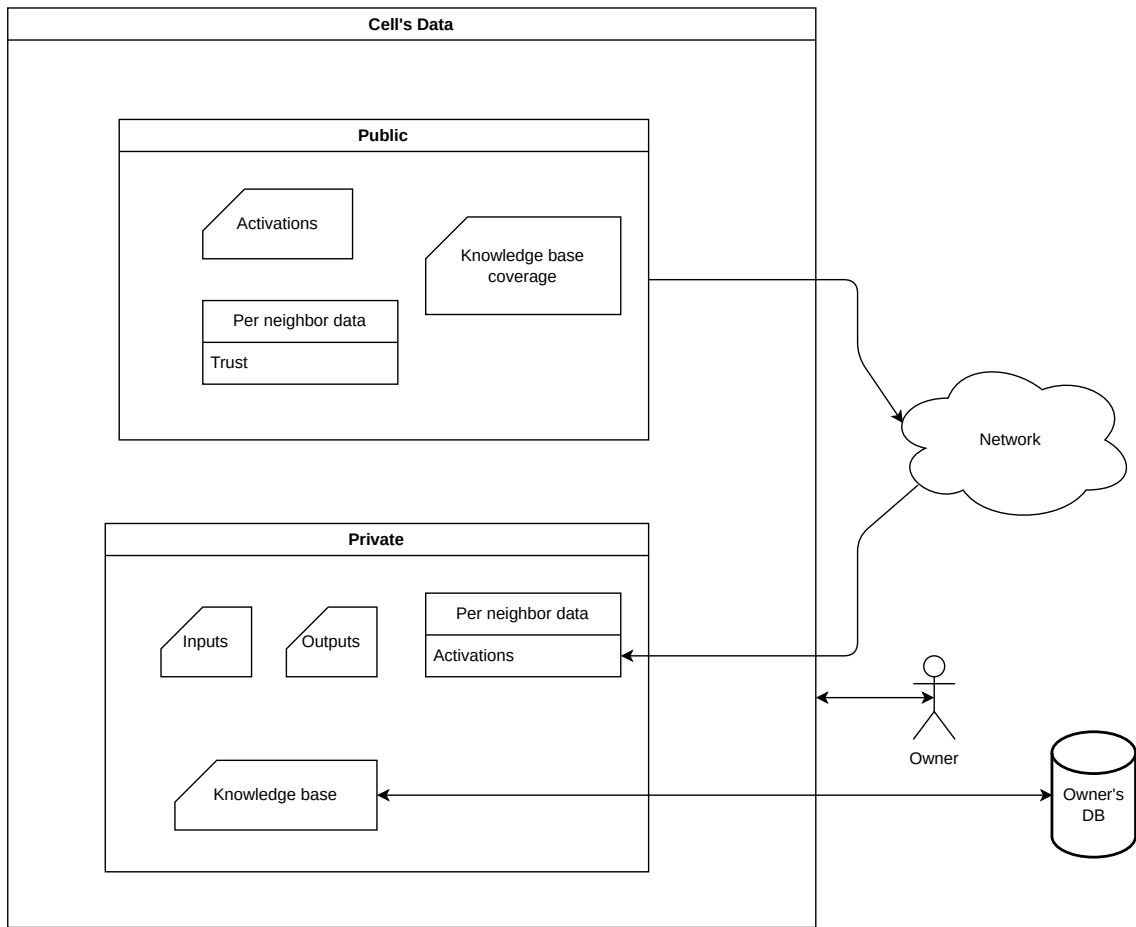 Cell's Data
Public
Activations
Knowledge base
coverage
Per neighbor data
Trust
Network
Private
Inputs
Outputs
Per neighbor data
Activations
Owner
Knowledge base
Owner's
DB